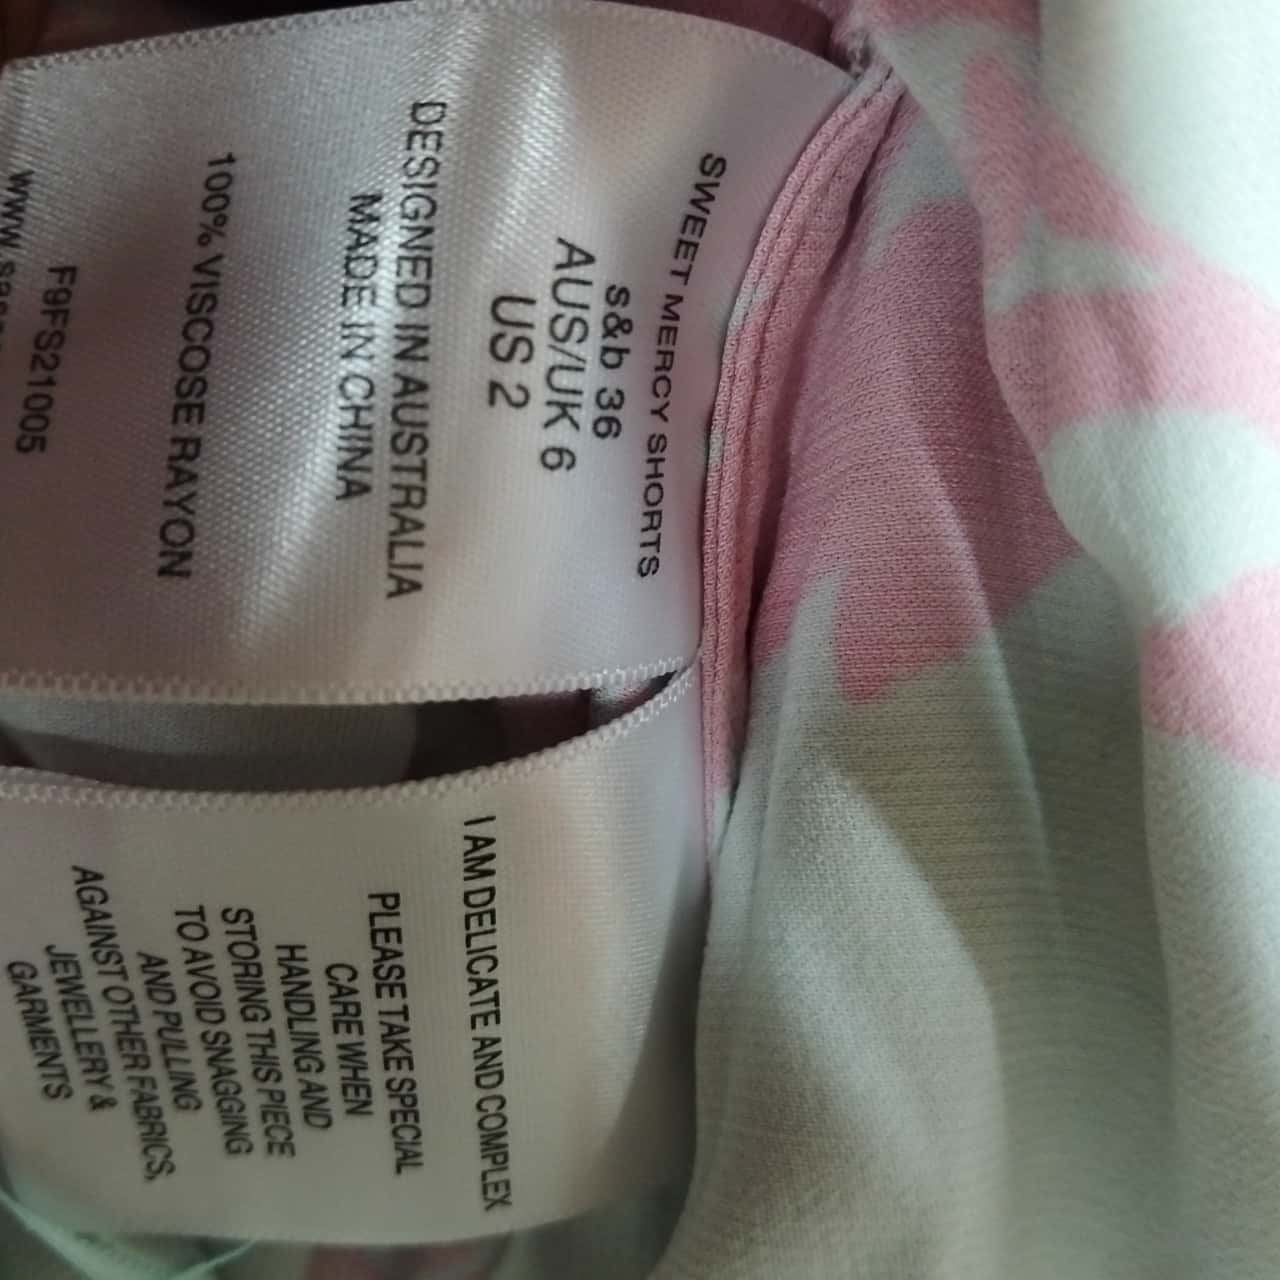 SWEET MERCY SHORTS
s&b 36
AUS/UK 6
US 2
DESIGNED IN AUSTRALIA
MADE IN CHINA
100% VISCOSE RAYON
F9FS21005
I AM DELICATE AND COMPLEX
PLEASE TAKE SPECIAL
CARE WHEN
HANDLING AND
STORING THIS PIECE
TO AVOID SNAGGING
AND PULLING
AGAINST OTHER FABRICS,
JEWELLERY &
GARMENTS